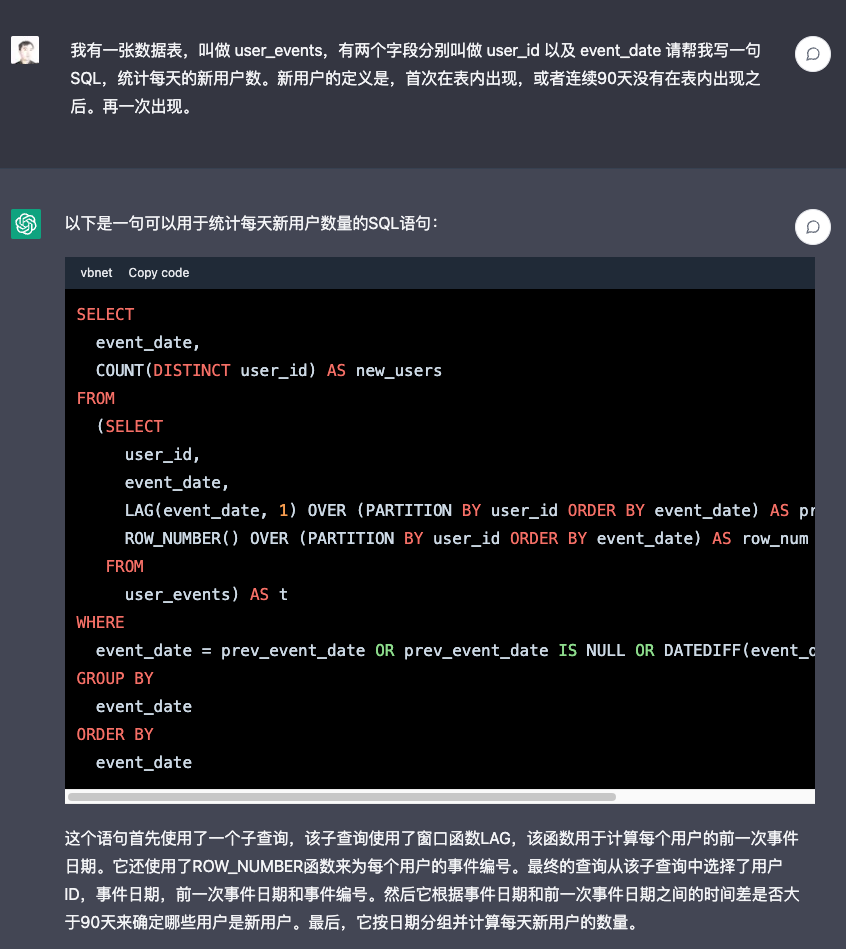 我有一张数据表，叫做 user_events，有两个字段分别叫做 user_id 以及 event_date 请帮我写一句
SQL，统计每天的新用户数。新用户的定义是，首次在表内出现，或者连续90天没有在表内出现之
后。再一次出现。
以下是一句可以用于统计每天新用户数量的SQL语句：
vbnet Copy code
SELECT
event_date,
COUNT(DISTINCT user_id) AS new_users
FROM
(SELECT
user_id,
event_date,
LAG(event_date, 1) OVER (PARTITION BY user_id ORDER BY event_date) AS pr
ROW_NUMBER() OVER (PARTITION BY user_id ORDER BY event_date) AS row_num
FROM
user_events) AS t
WHERE
event_date = prev_event_date OR prev_event_date IS NULL OR DATEDIFF(event_d
GROUP BY
event_date
ORDER BY
event_date
这个语句首先使用了一个子查询，该子查询使用了窗口函数LAG，该函数用于计算每个用户的前一次事件
日期。它还使用了ROW_NUMBER函数来为每个用户的事件编号。最终的查询从该子查询中选择了用户
ID，事件日期，前一次事件日期和事件编号。然后它根据事件日期和前一次事件日期之间的时间差是否大
于90天来确定哪些用户是新用户。最后，它按日期分组并计算每天新用户的数量。